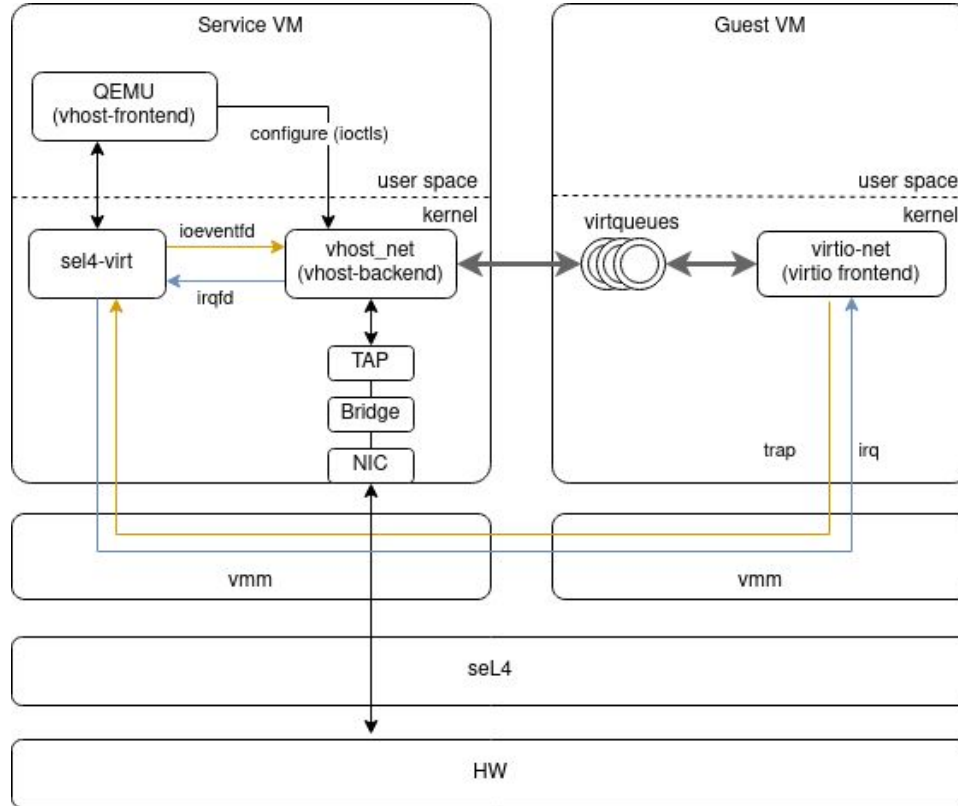 Service VM
Guest VM
QEMU
(vhost-frontend)
configure (ioctls)
user space
user space
kernel
kernel
virtqueues
ioeventfd
sel4-virt
vhost_net
(vhost-backend)
virtio-net
(virtio frontend)
irqfd
TAP
Bridge
NIC
trap
irq
vmm
vmm
seL4
HW